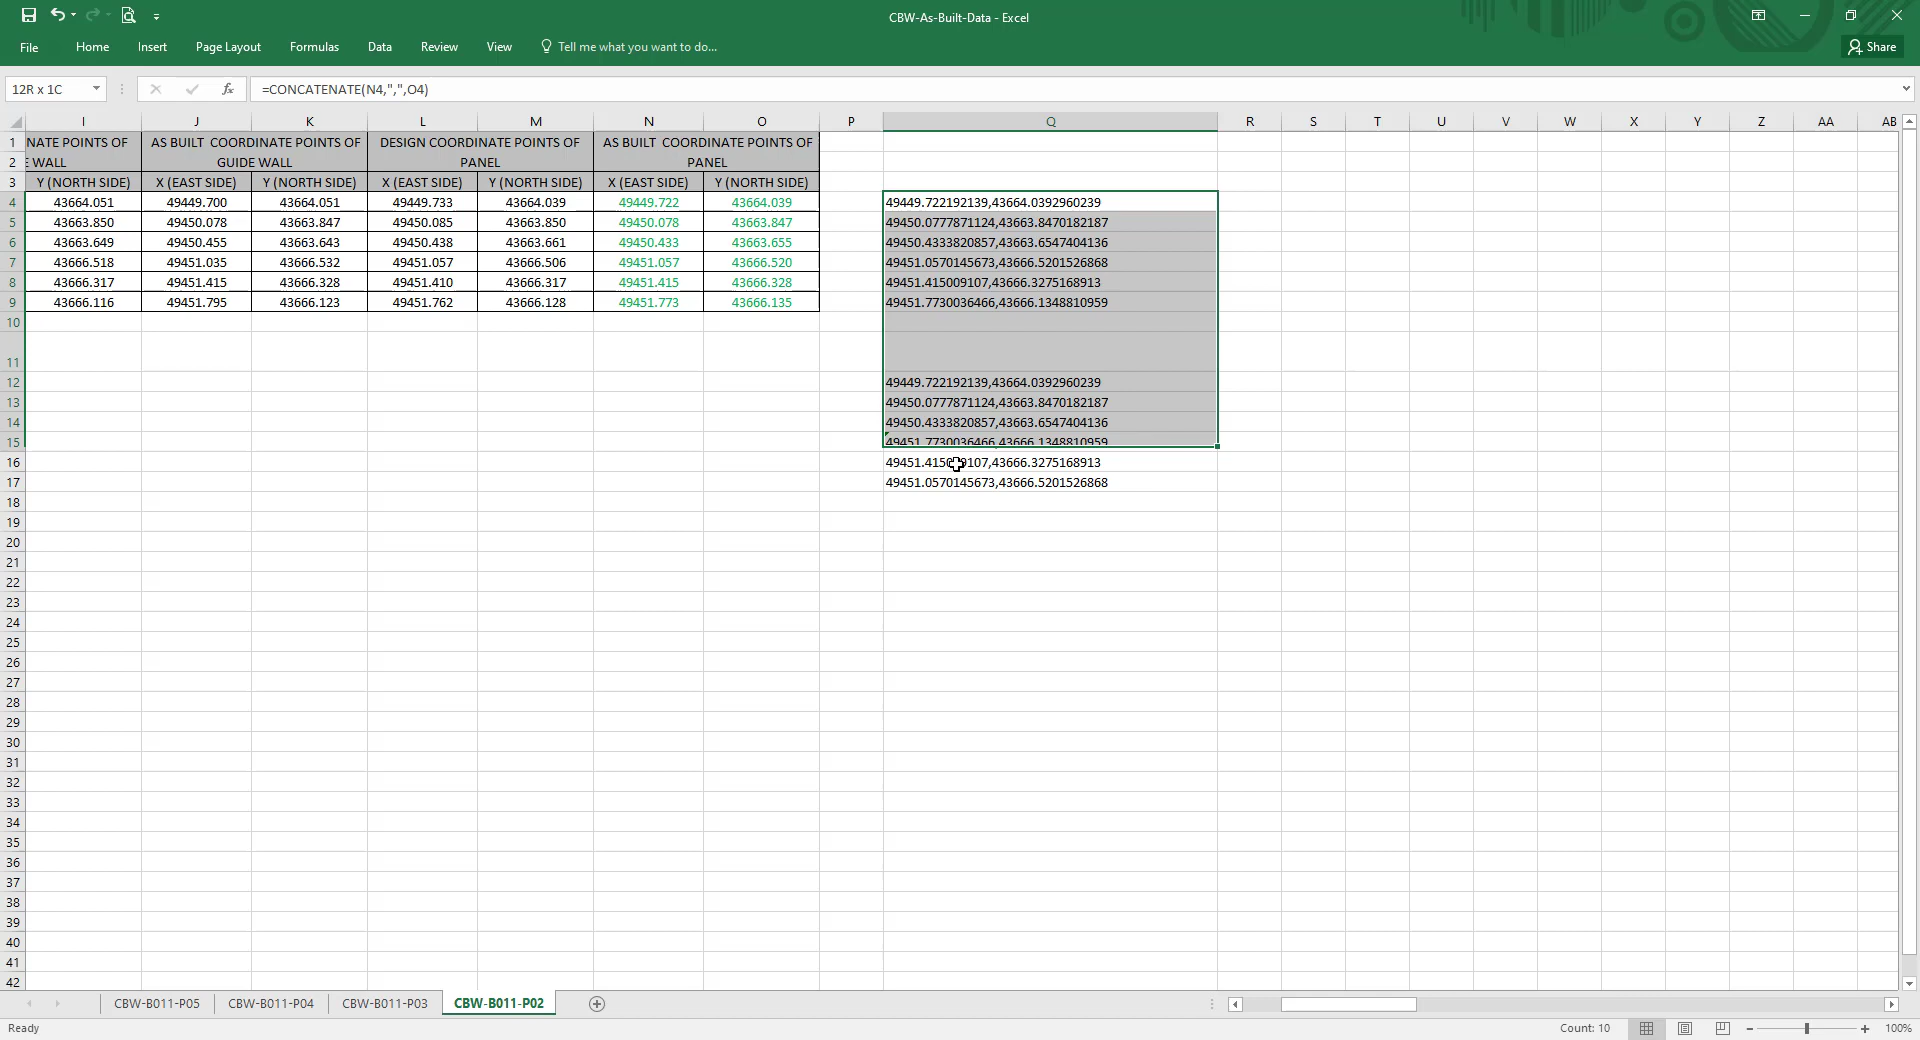 CBW-As-Built-Data - Excel
File Home Insert Page Layout Formulas Data Review View Tell me what you want to do... Share
12R x 1C fx =CONCATENATE(N4,",",O4)
I J K L M N O P Q R S T U V W X Y Z AA AB
1 NATE POINTS OF AS BUILT COORDINATE POINTS OF DESIGN COORDINATE POINTS OF AS BUILT COORDINATE POINTS OF
2 WALL GUIDE WALL PANEL PANEL
3 Y (NORTH SIDE) X (EAST SIDE) Y (NORTH SIDE) X (EAST SIDE) Y (NORTH SIDE) X (EAST SIDE) Y (NORTH SIDE)
4 43664.051 49449.700 43664.051 49449.733 43664.039 49449.722 43664.039 49449.722192139,43664.0392960239
5 43663.850 49450.078 43663.847 49450.085 43663.850 49450.078 43663.847 49450.0777871124,43663.8470182187
6 43663.649 49450.455 43663.643 49450.438 43663.661 49450.433 43663.655 49450.4333820857,43663.6547404136
7 43666.518 49451.035 43666.532 49451.057 43666.506 49451.057 43666.520 49451.0570145673,43666.5201526868
8 43666.317 49451.415 43666.328 49451.410 43666.317 49451.415 43666.328 49451.415009107,43666.3275168913
9 43666.116 49451.795 43666.123 49451.762 43666.128 49451.773 43666.135 49451.7730036466,43666.1348810959
10
11
12 49449.722192139,43664.0392960239
13 49450.0777871124,43663.8470182187
14 49450.4333820857,43663.6547404136
15 49451.7730036466,43666.1348810959
16 43666.3275168913
17 49451.0570145673,43666.5201526868
18
19
20
21
22
23
24
25
26
27
28
29
30
31
32
33
34
35
36
37
38
39
40
41
42
CBW-B011-P05 CBW-B011-P04 CBW-B011-P03 CBW-B011-P02
Ready Count: 10 100%